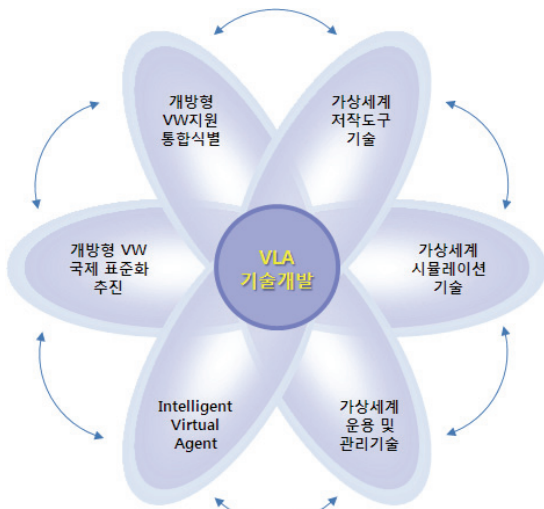 개방형
VW지원
통합식별
가상세계
저작도구
기술
개방형 VW
국제 표준화
추진
VLA
기술개발
가상세계
시뮬레이션
기술
Intelligent
Virtual
Agent
가상세계
운용 및
관리기술